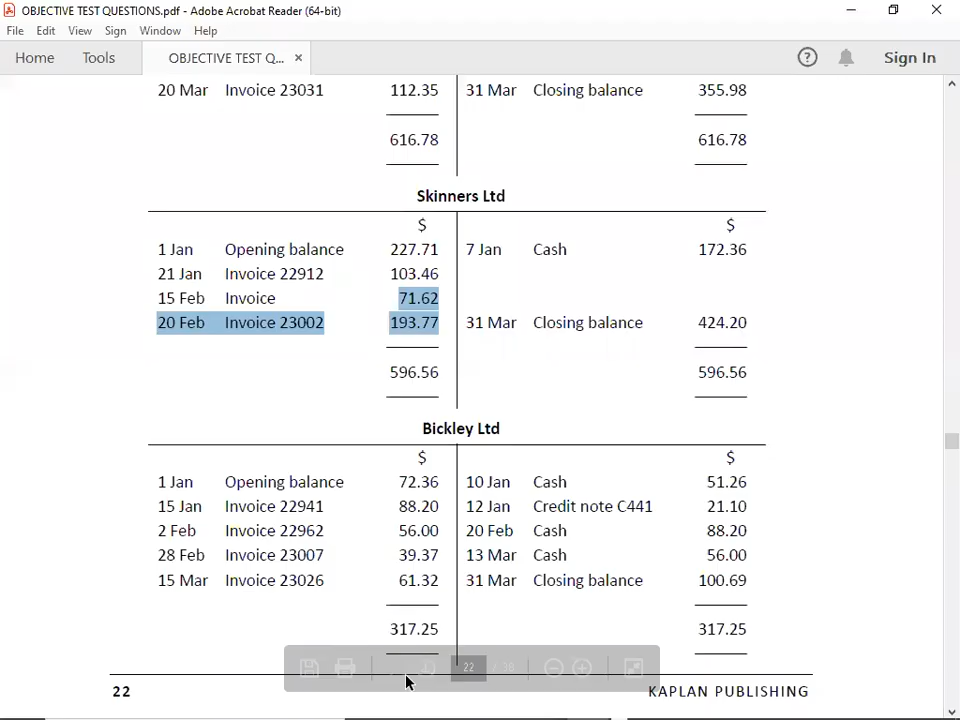 OBJECTIVE TEST QUESTIONS.pdf - Adobe Acrobat Reader (64-bit)
File Edit View Sign Window Help
Home Tools OBJECTIVE TEST Q... × ? Sign In
20 Mar Invoice 23031 112.35 31 Mar Closing balance 355.98
616.78 616.78
Skinners Ltd
$ $
1 Jan Opening balance 227.71 7 Jan Cash 172.36
21 Jan Invoice 22912 103.46
15 Feb Invoice 71.62
20 Feb Invoice 23002 193.77 31 Mar Closing balance 424.20
596.56 596.56
Bickley Ltd
$ $
1 Jan Opening balance 72.36 10 Jan Cash 51.26
15 Jan Invoice 22941 88.20 12 Jan Credit note C441 21.10
2 Feb Invoice 22962 56.00 20 Feb Cash 88.20
28 Feb Invoice 23007 39.37 13 Mar Cash 56.00
15 Mar Invoice 23026 61.32 31 Mar Closing balance 100.69
317.25 317.25
22 / 38
22 KAPLAN PUBLISHING